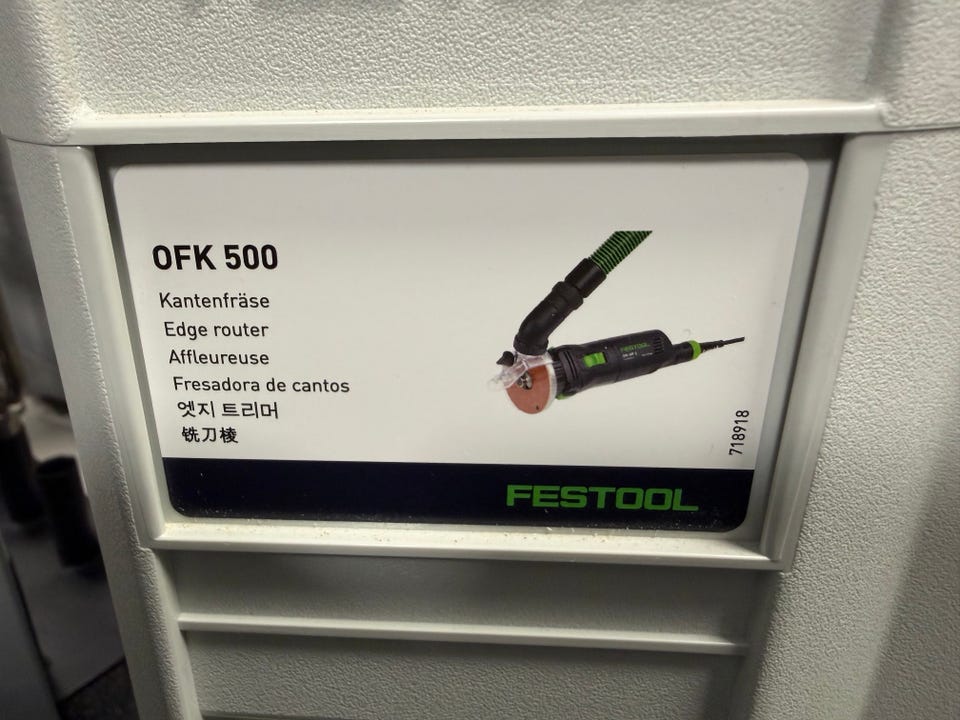 OFK 500
Kantenfräse
Edge router
Affleureuse
Fresadora de cantos
엣지 트리머
铣刀棱
FESTOOL
718918
FESTOOL